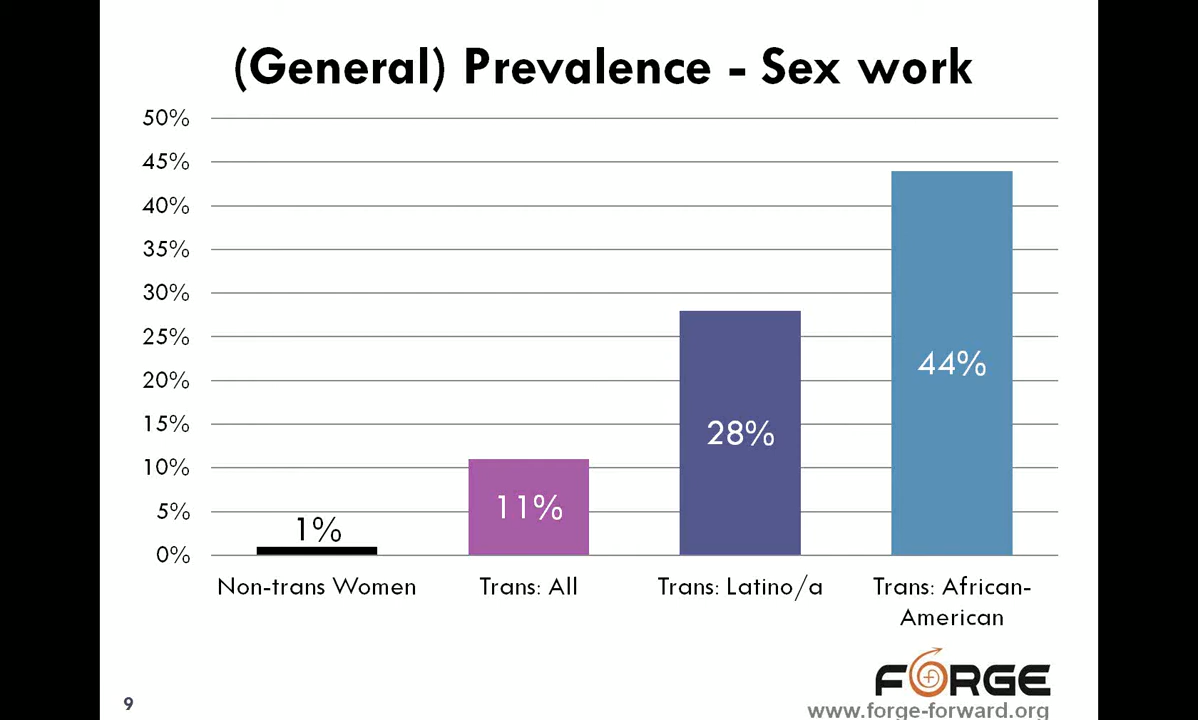 (General) Prevalence - Sex work
50%
45%
40%
35%
30%
25%
20%
15%
10%
5%
0%
1%
11%
28%
44%
Non-trans Women
Trans: All
Trans: Latino/a
Trans: African-
American
FORGE
9
www.forge-forward.org